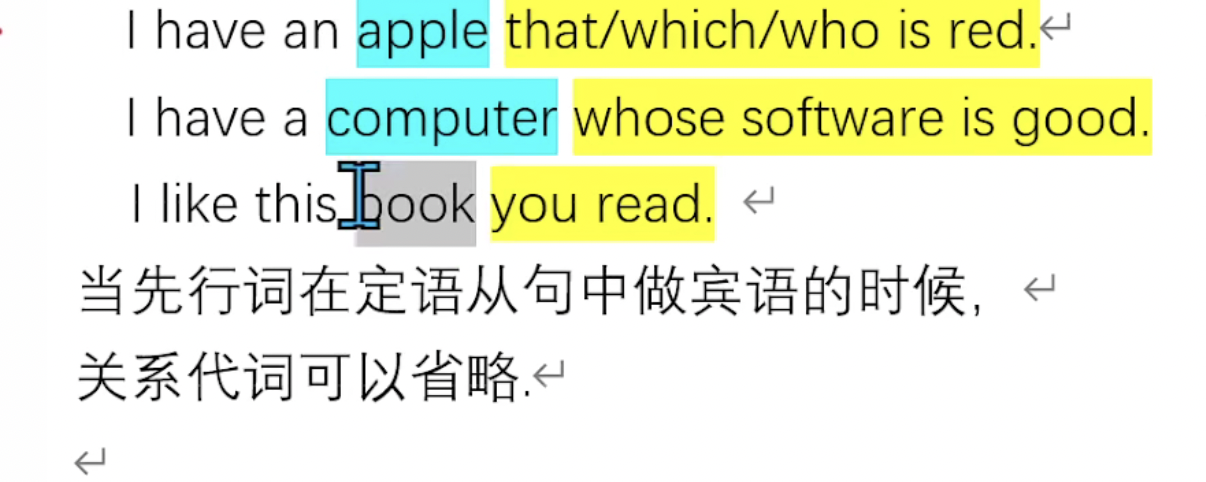 I have an apple that/which/who is red.
I have a computer whose software is good.
I like this book you read.
当先行词在定语从句中做宾语的时候,
关系代词可以省略.